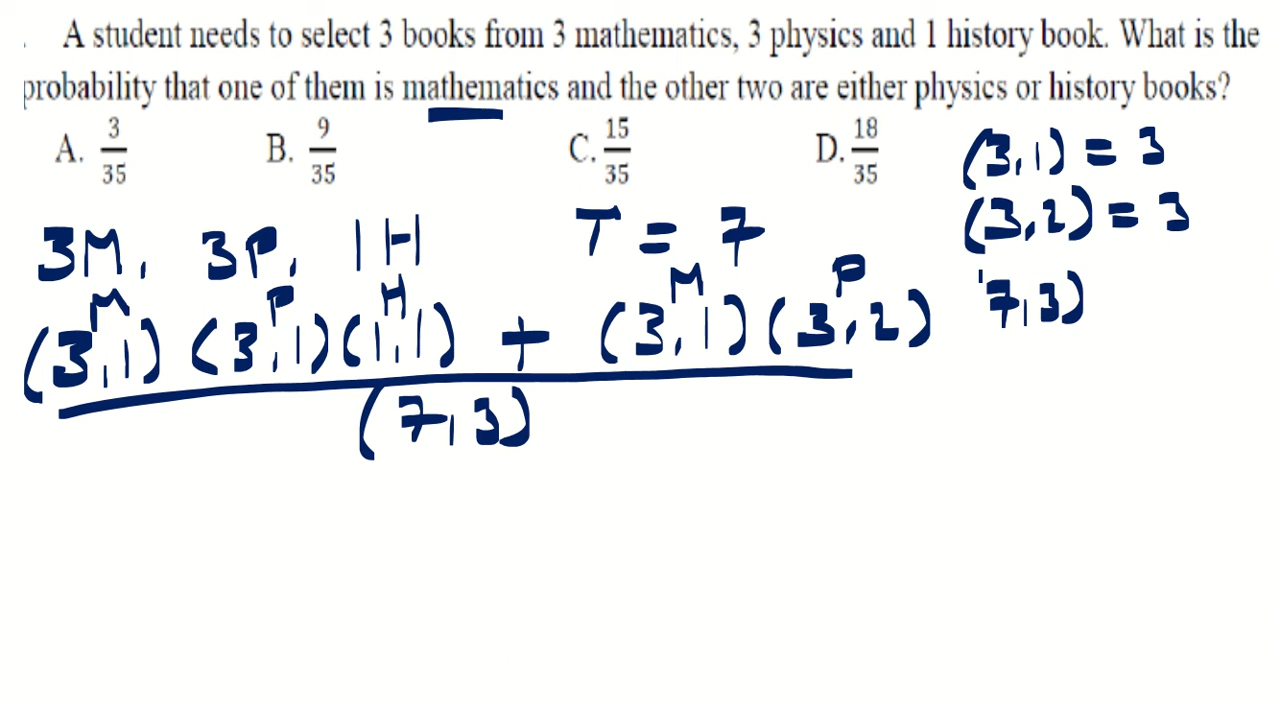 A student needs to select 3 books from 3 mathematics, 3 physics and 1 history book. What is the
probability that one of them is mathematics and the other two are either physics or history books?
A. 3/35 B. 9/35 C. 15/35 D. 18/35
(3,1) = 3
(3,2) = 3
7,3)
3M, 3P, 1H T = 7
M P H M P
(3,1) (3,1) (1,1) + (3,1) (3,2)
(7,3)